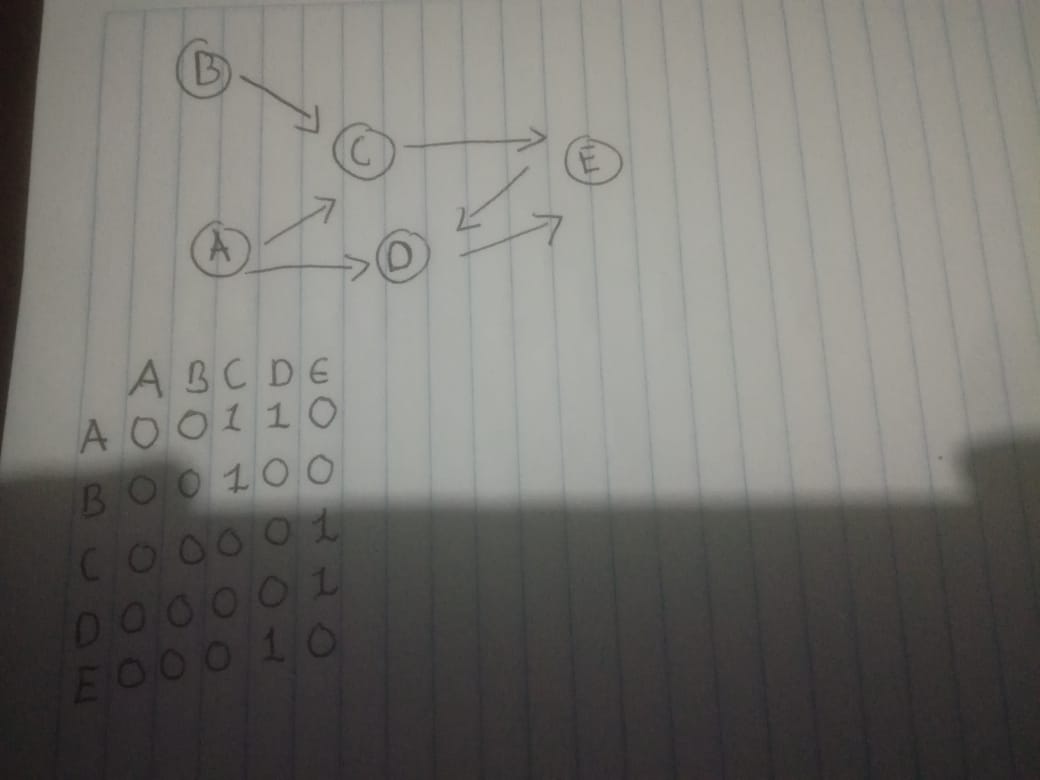 B
C
E
A
D
A B C D E
A 0 0 1 1 0
B 0 0 1 0 0
C 0 0 0 0 1
D 0 0 0 0 1
E 0 0 0 1 0